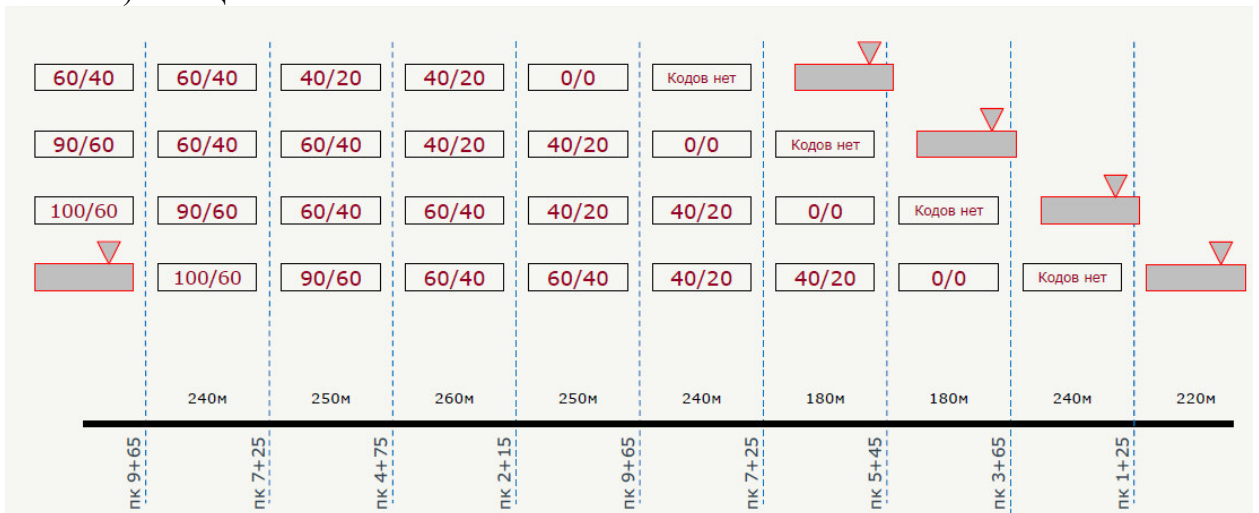 60/40 60/40 40/20 40/20 0/0 Кодов нет
90/60 60/40 60/40 40/20 40/20 0/0 Кодов нет
100/60 90/60 60/40 60/40 40/20 40/20 0/0 Кодов нет
100/60 90/60 60/40 60/40 40/20 40/20 0/0 Кодов нет
240м 250м 260м 250м 240м 180м 180м 240м 220м
пк 9+65
пк 7+25
пк 4+75
пк 2+15
пк 9+65
пк 7+25
пк 5+45
пк 3+65
пк 1+25